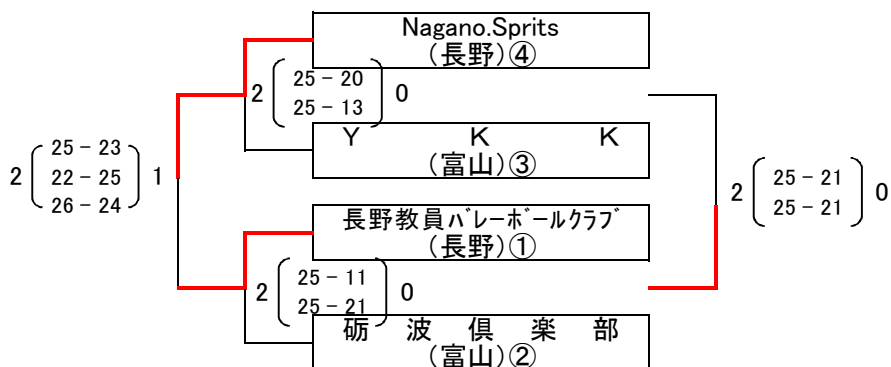 Nagano.Sprits
(長野)④
2 25-20 0
25-13
Y K K
(富山)③
25-23
2 22-25 1
26-24
25-21
2 0
25-21
長野教員ﾊﾞﾚｰﾎﾞｰﾙｸﾗﾌﾞ
(長野)①
2 25-11 0
25-21
砺波倶楽部
(富山)②